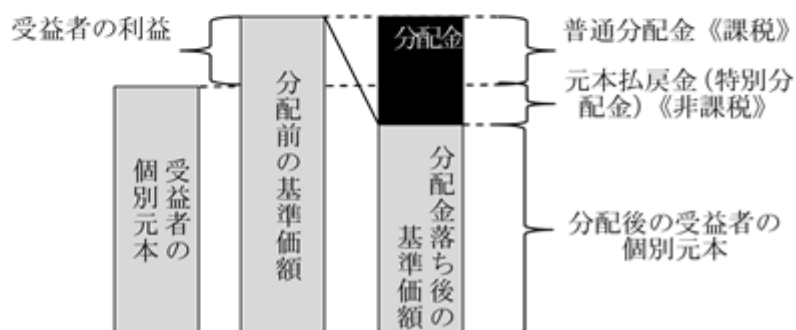 受益者の利益
分配金
普通分配金《課税》
元本払戻金(特別分
配金)《非課税》
受益者の
個別元本
分配前の基準価額
分配金落ち後の
基準価額
分配後の受益者の
個別元本